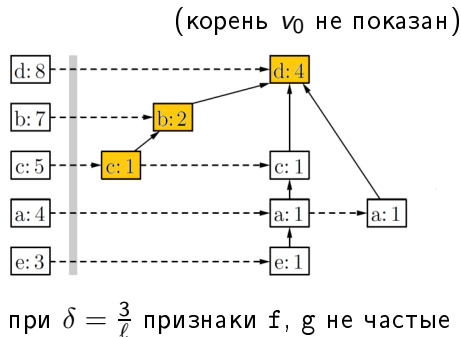 (корень v₀ не показан)
d:8 d:4
b:7 b:2
c:5 c:1 c:1
a:4 a:1 a:1
e:3 e:1
при δ = 3/ℓ признаки f, g не частые